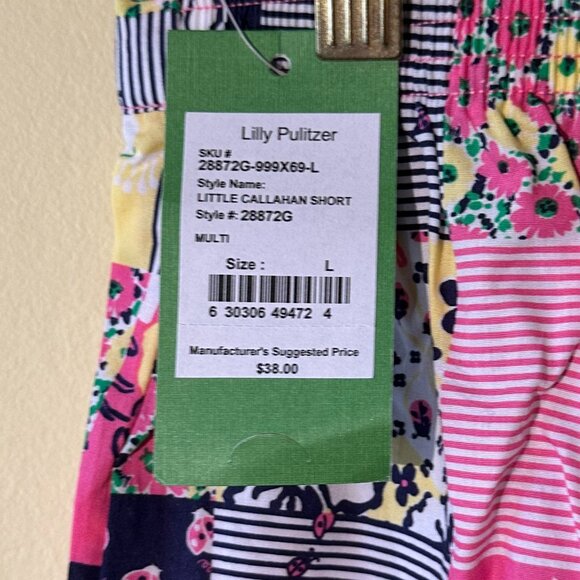 Lilly Pulitzer
SKU #
28872G-999X69-L
Style Name:
LITTLE CALLAHAN SHORT
Style #: 28872G
MULTI
Size : L
6 30306 49472 4
Manufacturer's Suggested Price
$38.00